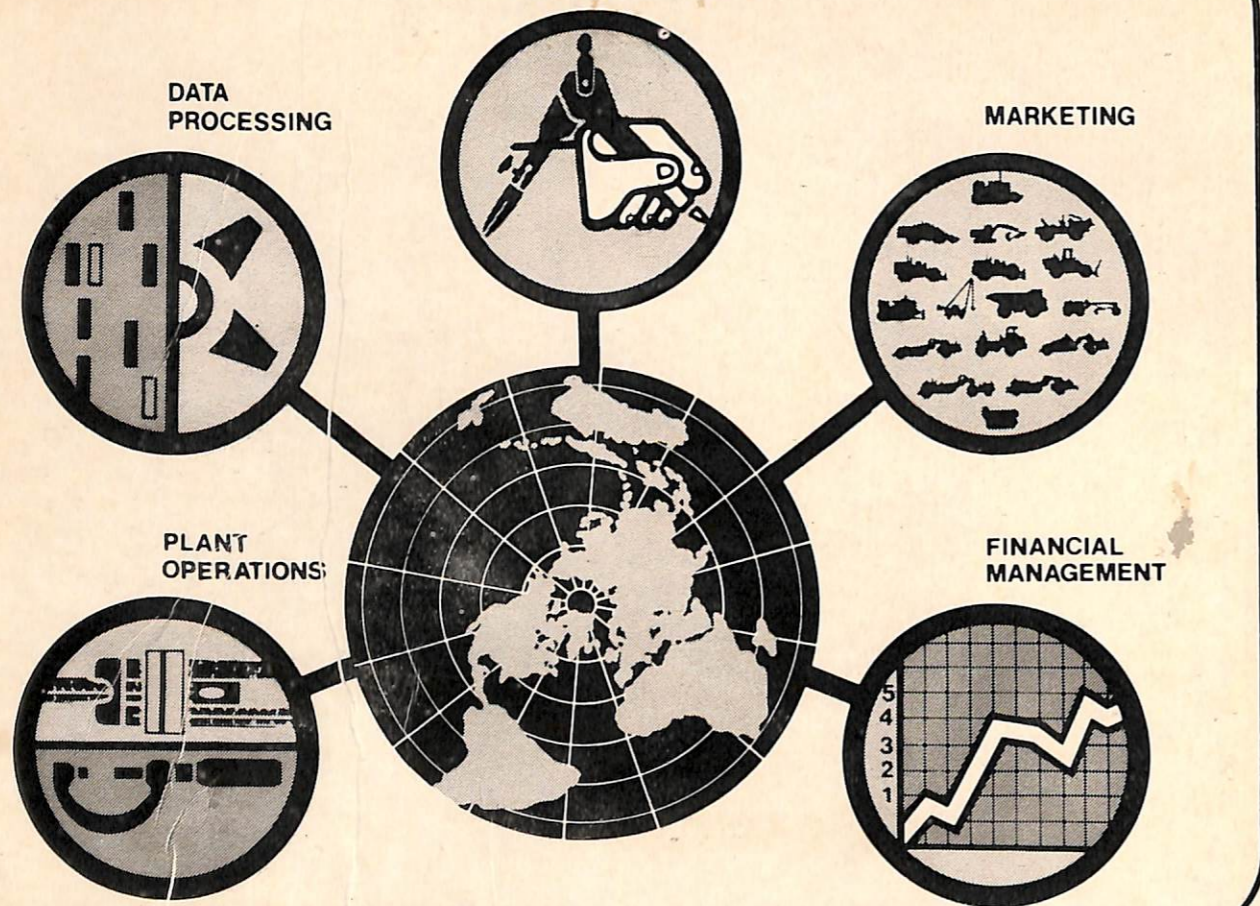 DATA
PROCESSING
MARKETING
PLANT
OPERATIONS
FINANCIAL
MANAGEMENT
5
4
3
2
1